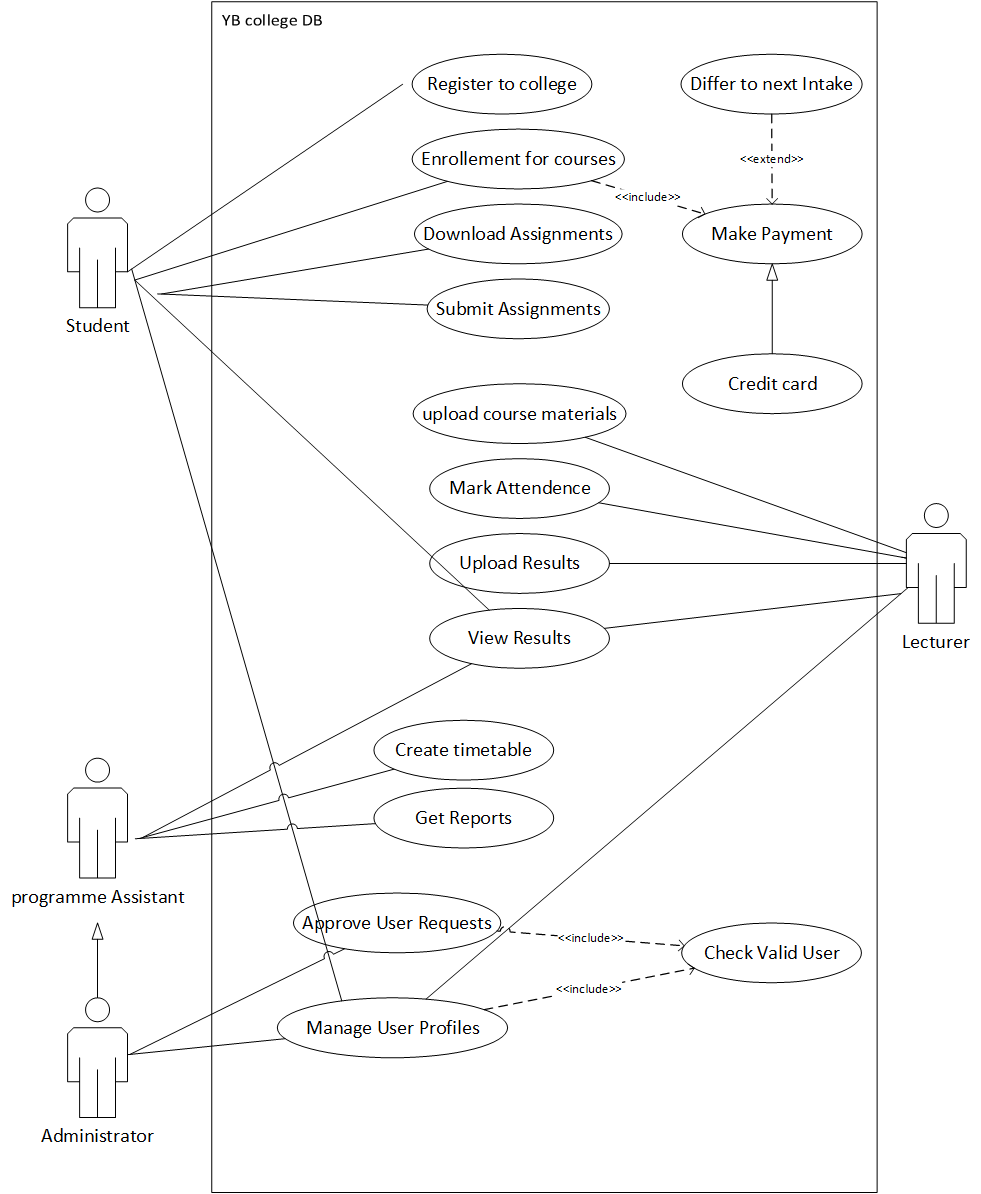 YB college DB
Register to college
Differ to next Intake
Enrollement for courses
<<extend>>
<<include>>
Download Assignments
Make Payment
Submit Assignments
Student
Credit card
upload course materials
Mark Attendence
Upload Results
View Results
Lecturer
Create timetable
Get Reports
programme Assistant
Approve User Requests
<<include>>
Check Valid User
<<include>>
Manage User Profiles
Administrator